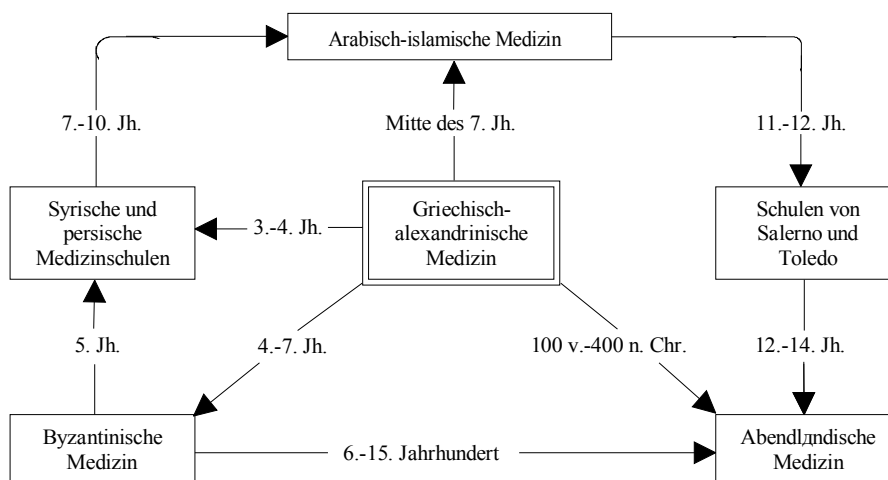 Arabisch-islamische Medizin
7.-10. Jh.
Mitte des 7. Jh.
11.-12. Jh.
Syrische und
persische
Medizinschulen
3.-4. Jh.
Griechisch-
alexandrinische
Medizin
Schulen von
Salerno und
Toledo
5. Jh.
4.-7. Jh.
100 v.-400 n. Chr.
12.-14. Jh.
Byzantinische
Medizin
6.-15. Jahrhundert
Abendlдndische
Medizin